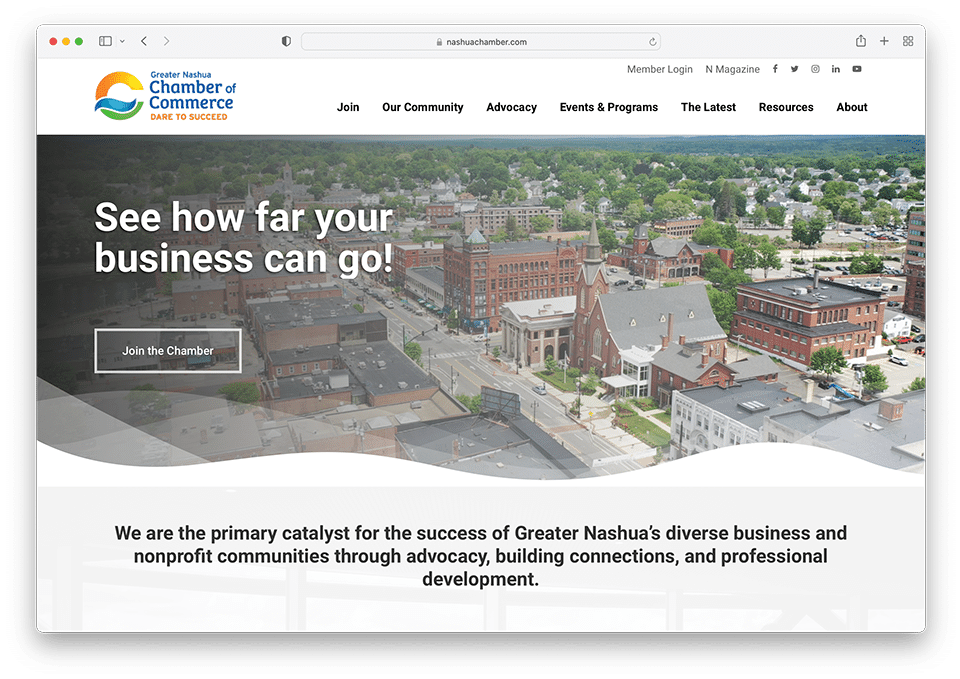 nashuachamber.com
Member Login N Magazine
Greater Nashua
Chamber of
Commerce
DARE TO SUCCEED
Join Our Community Advocacy Events & Programs The Latest Resources About
See how far your
business can go!
Join the Chamber
We are the primary catalyst for the success of Greater Nashua’s diverse business and
nonprofit communities through advocacy, building connections, and professional
development.